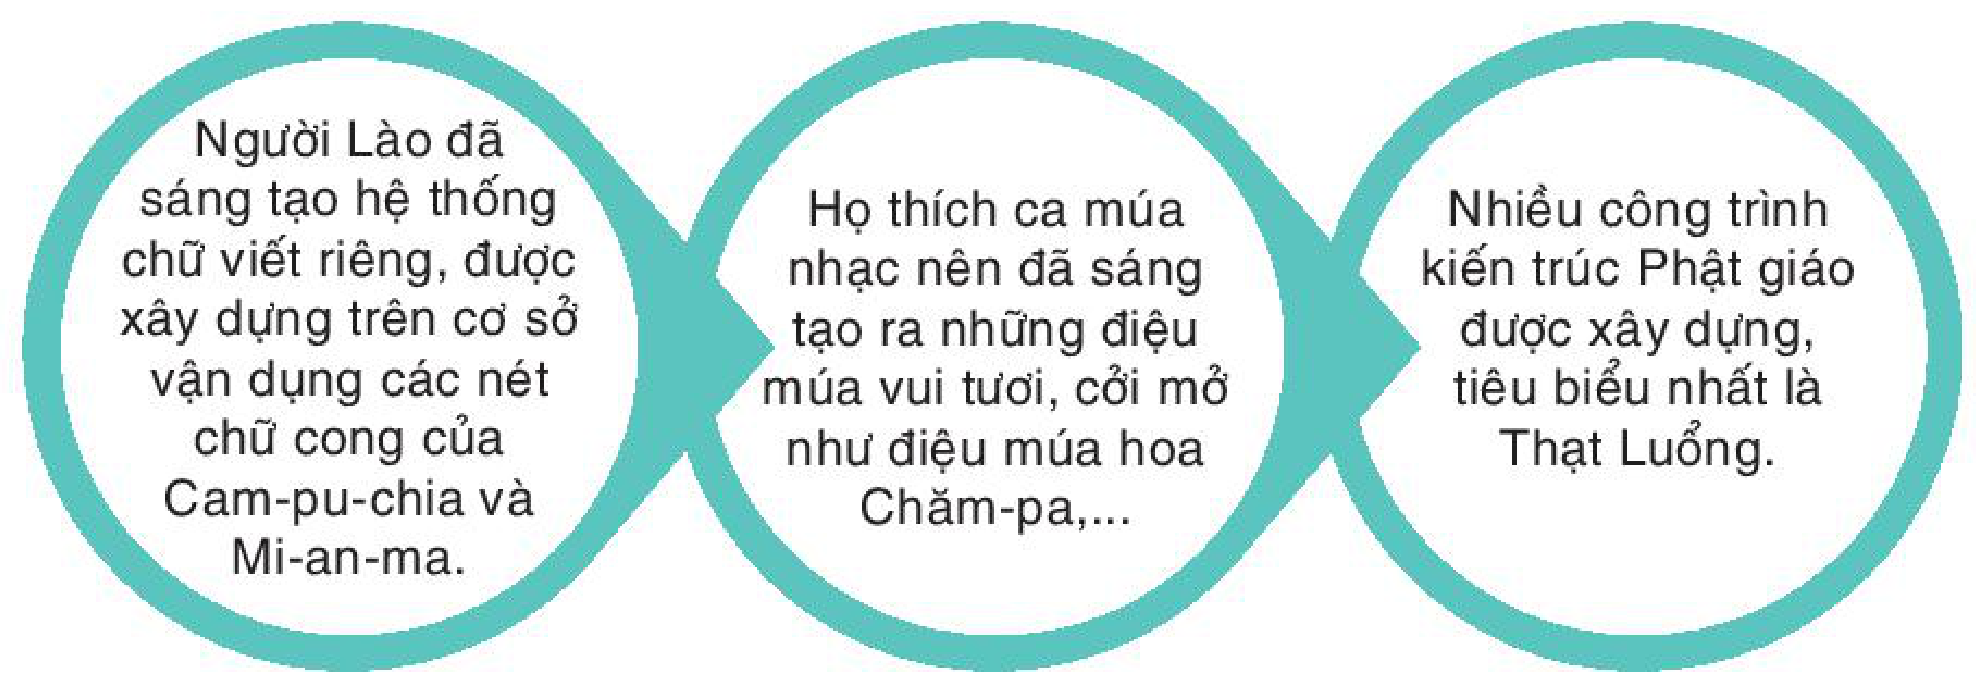 Người Lào đã
sáng tạo hệ thống
chữ viết riêng, được
xây dựng trên cơ sở
vận dụng các nét
chữ cong của
Cam-pu-chia và
Mi-an-ma.
Họ thích ca múa
nhạc nên đã sáng
tạo ra những điệu
múa vui tươi, cởi mở
như điệu múa hoa
Chăm-pa,...
Nhiều công trình
kiến trúc Phật giáo
được xây dựng,
tiêu biểu nhất là
Thạt Luổng.